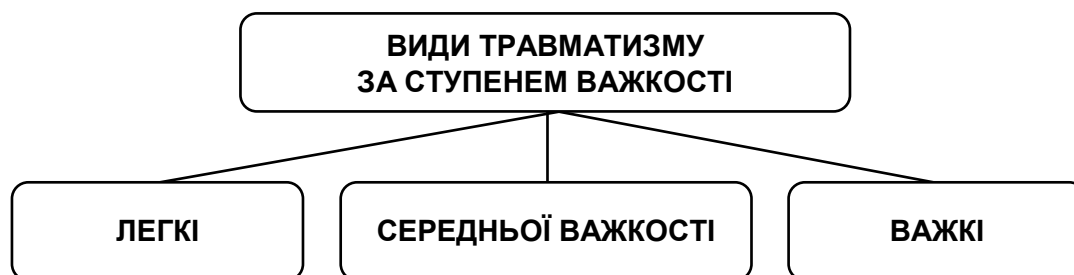 ВИДИ ТРАВМАТИЗМУ
ЗА СТУПЕНЕМ ВАЖКОСТІ
ЛЕГКІ
СЕРЕДНЬОЇ ВАЖКОСТІ
ВАЖКІ